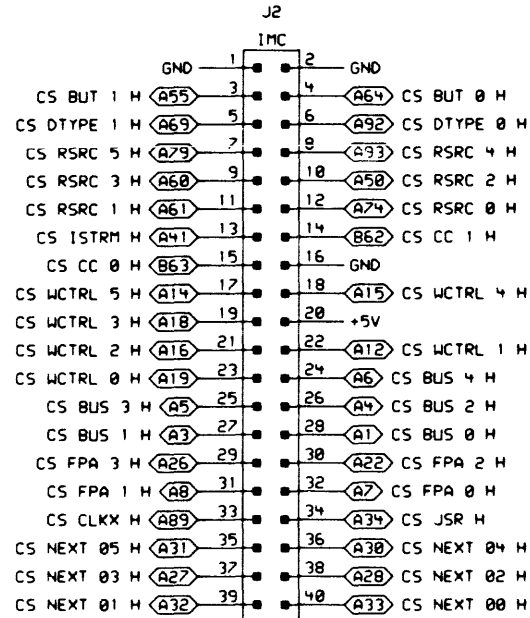 J2
IMC
GND 1 2 GND
CS BUT 1 H A55 3 4 A64 CS BUT 0 H
CS DTYPE 1 H A69 5 6 A92 CS DTYPE 0 H
CS RSRC 5 H A79 7 8 A93 CS RSRC 4 H
CS RSRC 3 H A60 9 10 A50 CS RSRC 2 H
CS RSRC 1 H A61 11 12 A74 CS RSRC 0 H
CS ISTRM H A41 13 14 B62 CS CC 1 H
CS CC 0 H B63 15 16 GND
CS WCTRL 5 H A14 17 18 A15 CS WCTRL 4 H
CS WCTRL 3 H A18 19 20 +5V
CS WCTRL 2 H A16 21 22 A12 CS WCTRL 1 H
CS WCTRL 0 H A19 23 24 A6 CS BUS 4 H
CS BUS 3 H A5 25 26 A4 CS BUS 2 H
CS BUS 1 H A3 27 28 A1 CS BUS 0 H
CS FPA 3 H A26 29 30 A22 CS FPA 2 H
CS FPA 1 H A8 31 32 A7 CS FPA 0 H
CS CLKX H A89 33 34 A34 CS JSR H
CS NEXT 05 H A31 35 36 A30 CS NEXT 04 H
CS NEXT 03 H A27 37 38 A28 CS NEXT 02 H
CS NEXT 01 H A32 39 40 A33 CS NEXT 00 H